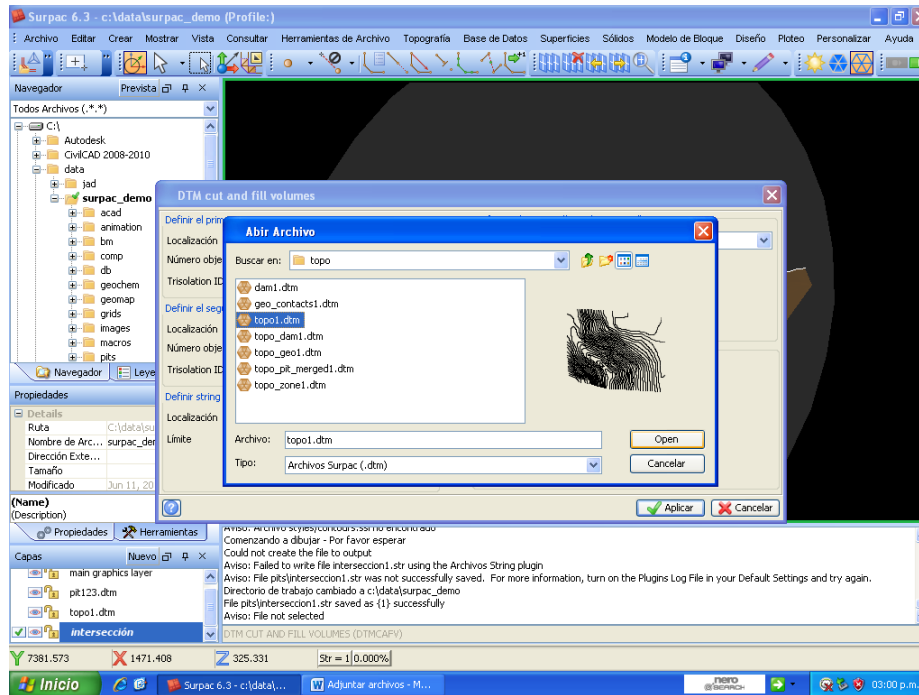 Surpac 6.3 - c:\data\surpac_demo (Profile:)
Archivo Editar Crear Mostrar Vista Consultar Herramientas de Archivo Topografía Base de Datos Superficies Sólidos Modelo de Bloque Diseño Ploteo Personalizar Ayuda
Navegador Prevista
Todos Archivos (.*.*)
C:\
Autodesk
CivilCAD 2008-2010
data
jad
surpac_demo
acad
animation
bm
comp
db
geochem
geomap
grids
images
macros
pits
Navegador Leye
Propiedades
Details
Ruta C:\data\su
Nombre de Arc... surpac_der
Dirección Exte...
Tamaño
Modificado Jun 11, 20
(Name)
(Description)
Propiedades Herramientas
Capas Nuevo
main graphics layer
pit123.dtm
topo1.dtm
intersección
DTM cut and fill volumes
Definir el prim
Localización
Número obje
Trisolation ID
Definir el seg
Localización
Número obje
Trisolation ID
Definir string
Localización
Límite
Aplicar Cancelar
Abir Archivo
Buscar en: topo
dam1.dtm
geo_contacts1.dtm
topo1.dtm
topo_dam1.dtm
topo_geo1.dtm
topo_pit_merged1.dtm
topo_zone1.dtm
Archivo: topo1.dtm Open
Tipo: Archivos Surpac (.dtm) Cancelar
Aviso: Archivo styles/contours.ssi no encontrado
Comenzando a dibujar - Por favor esperar
Could not create the file to output
Aviso: Failed to write file interseccion1.str using the Archivos String plugin
Aviso: File pits\interseccion1.str was not successfully saved. For more information, turn on the Plugins Log File in your Default Settings and try again.
Directorio de trabajo cambiado a c:\data\surpac_demo
File pits\interseccion1.str saved as {1} successfully
Aviso: File not selected
DTM CUT AND FILL VOLUMES (DTMCAFV)
Y 7381.573 X 1471.408 Z 325.331 Str = 1 0.000%
Inicio Surpac 6.3 - c:\data\... Adjuntar archivos - M... nero SEARCH 03:00 p.m.